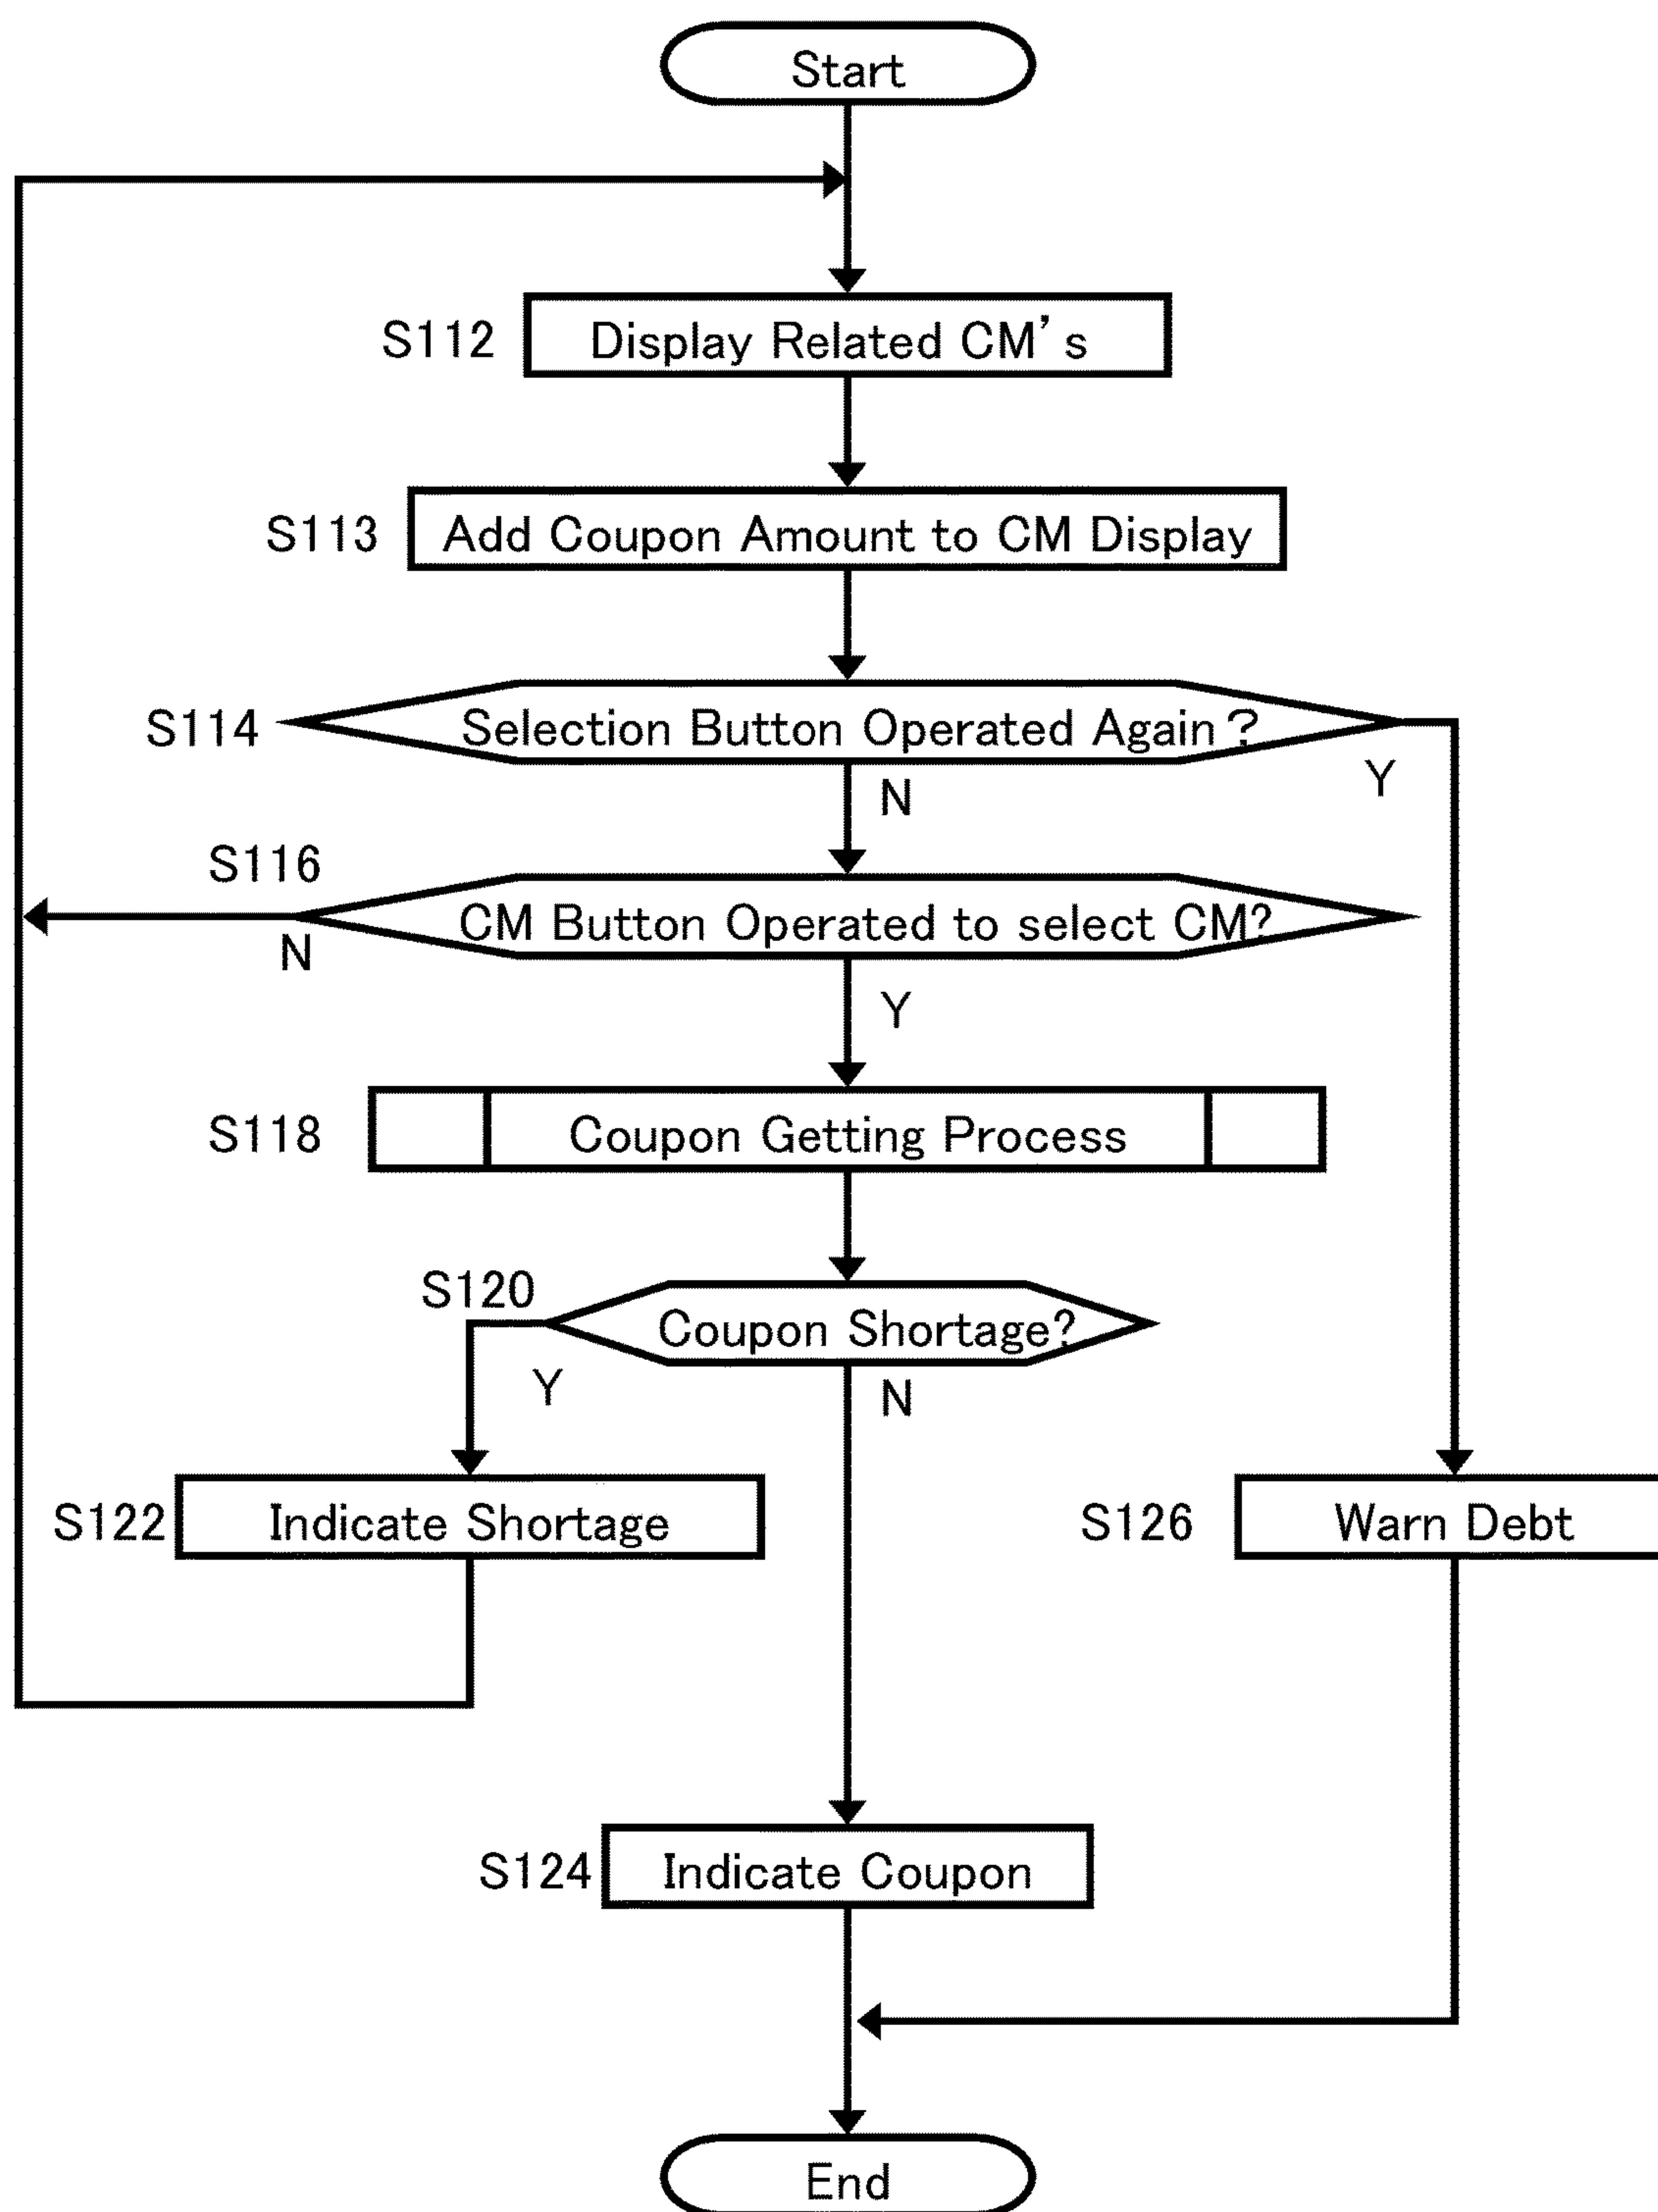 Start
S112
Display Related CM's
S113
Add Coupon Amount to CM Display
S114
Selection Button Operated Again?
Y
N
S116
CM Button Operated to select CM?
N
Y
S118
Coupon Getting Process
S120
Coupon Shortage?
Y
N
S122
Indicate Shortage
S126
Warn Debt
S124
Indicate Coupon
End